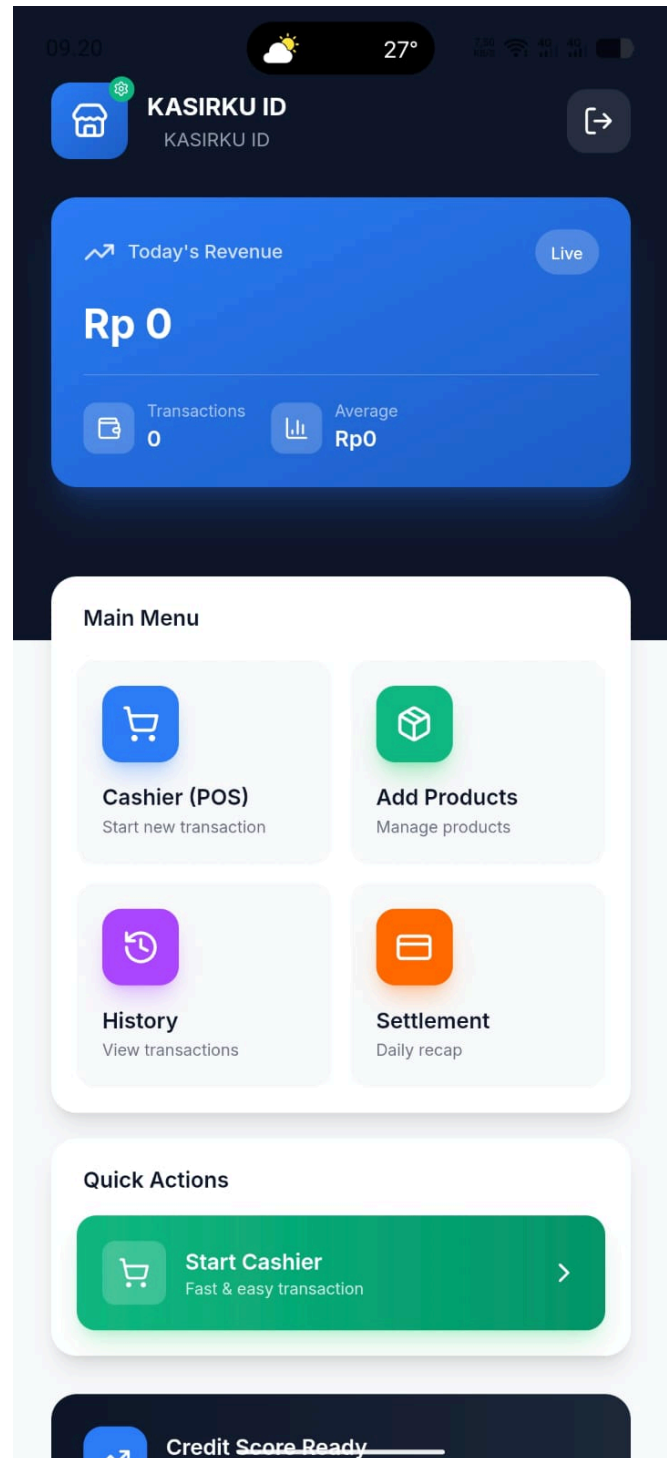 09.20
27°
KASIRKU ID
KASIRKU ID
Today's Revenue
Live
Rp 0
Transactions
0
Average
Rp0
Main Menu
Cashier (POS)
Start new transaction
Add Products
Manage products
History
View transactions
Settlement
Daily recap
Quick Actions
Start Cashier
Fast & easy transaction
Credit Score Ready